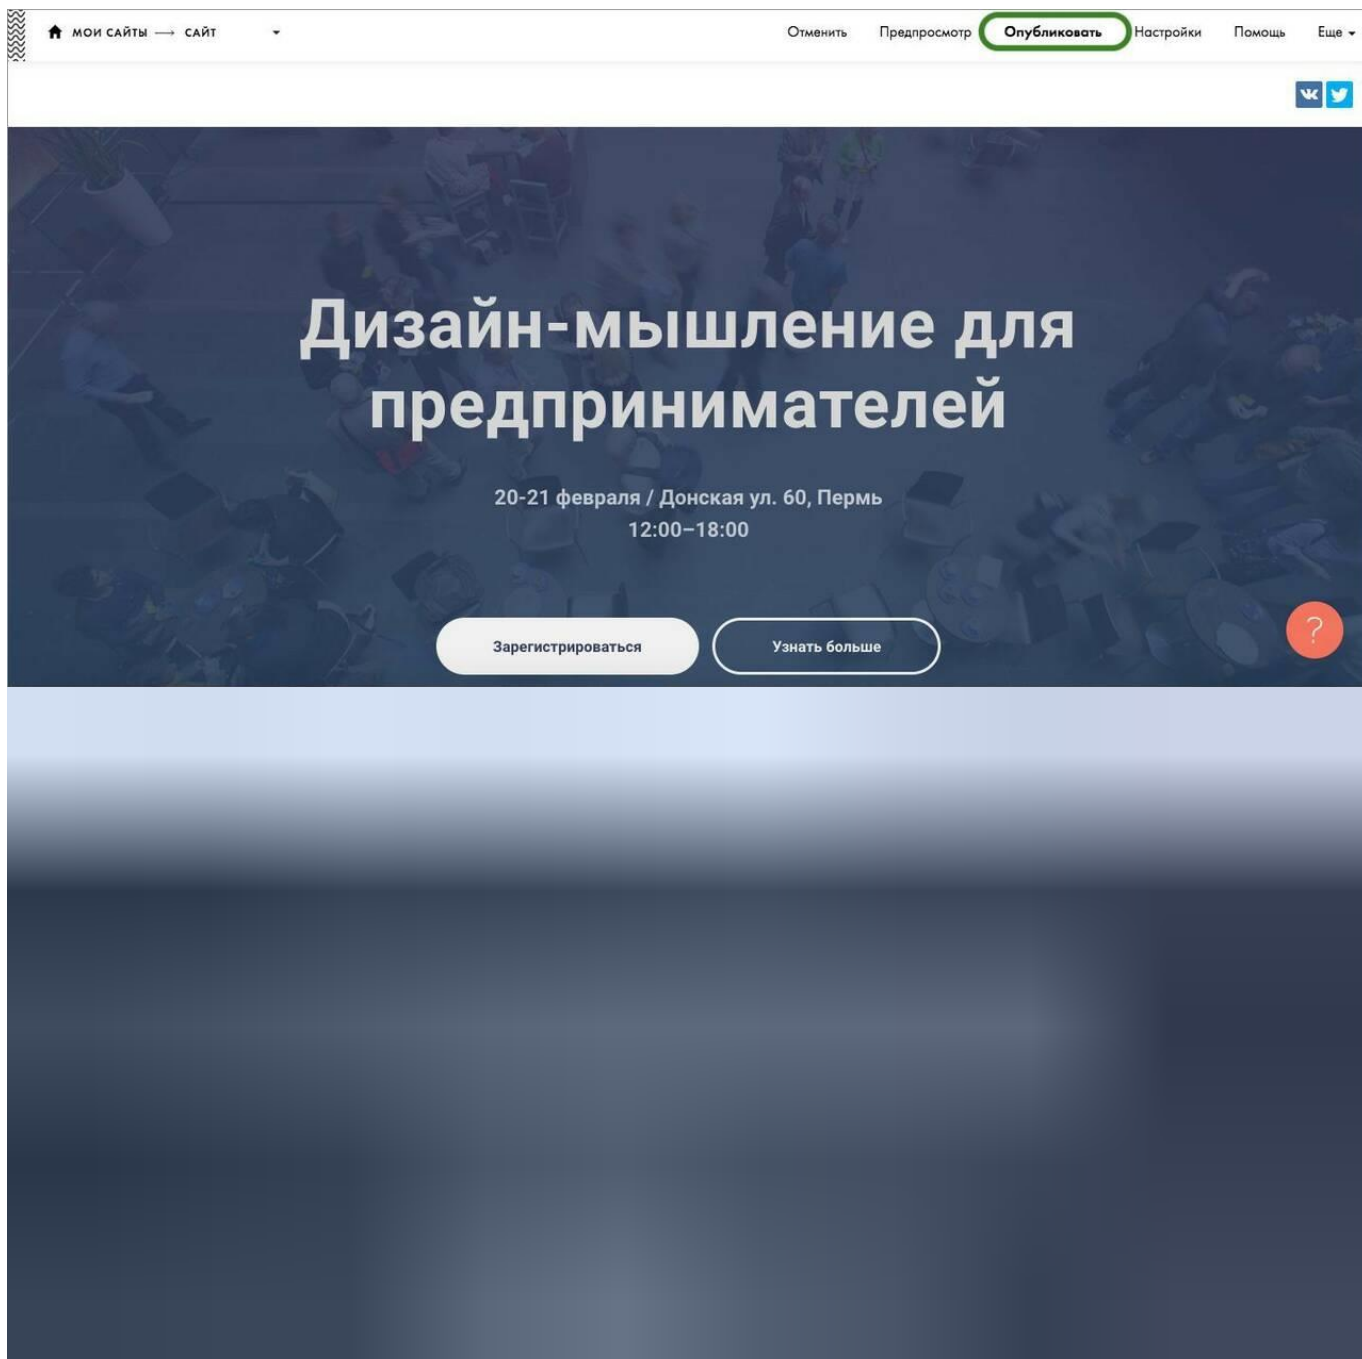 МОИ САЙТЫ ⟶ САЙТ
Отменить Предпросмотр Опубликовать Настройки Помощь Еще
Дизайн-мышление для
предпринимателей
20-21 февраля / Донская ул. 60, Пермь
12:00–18:00
Зарегистрироваться Узнать больше
?